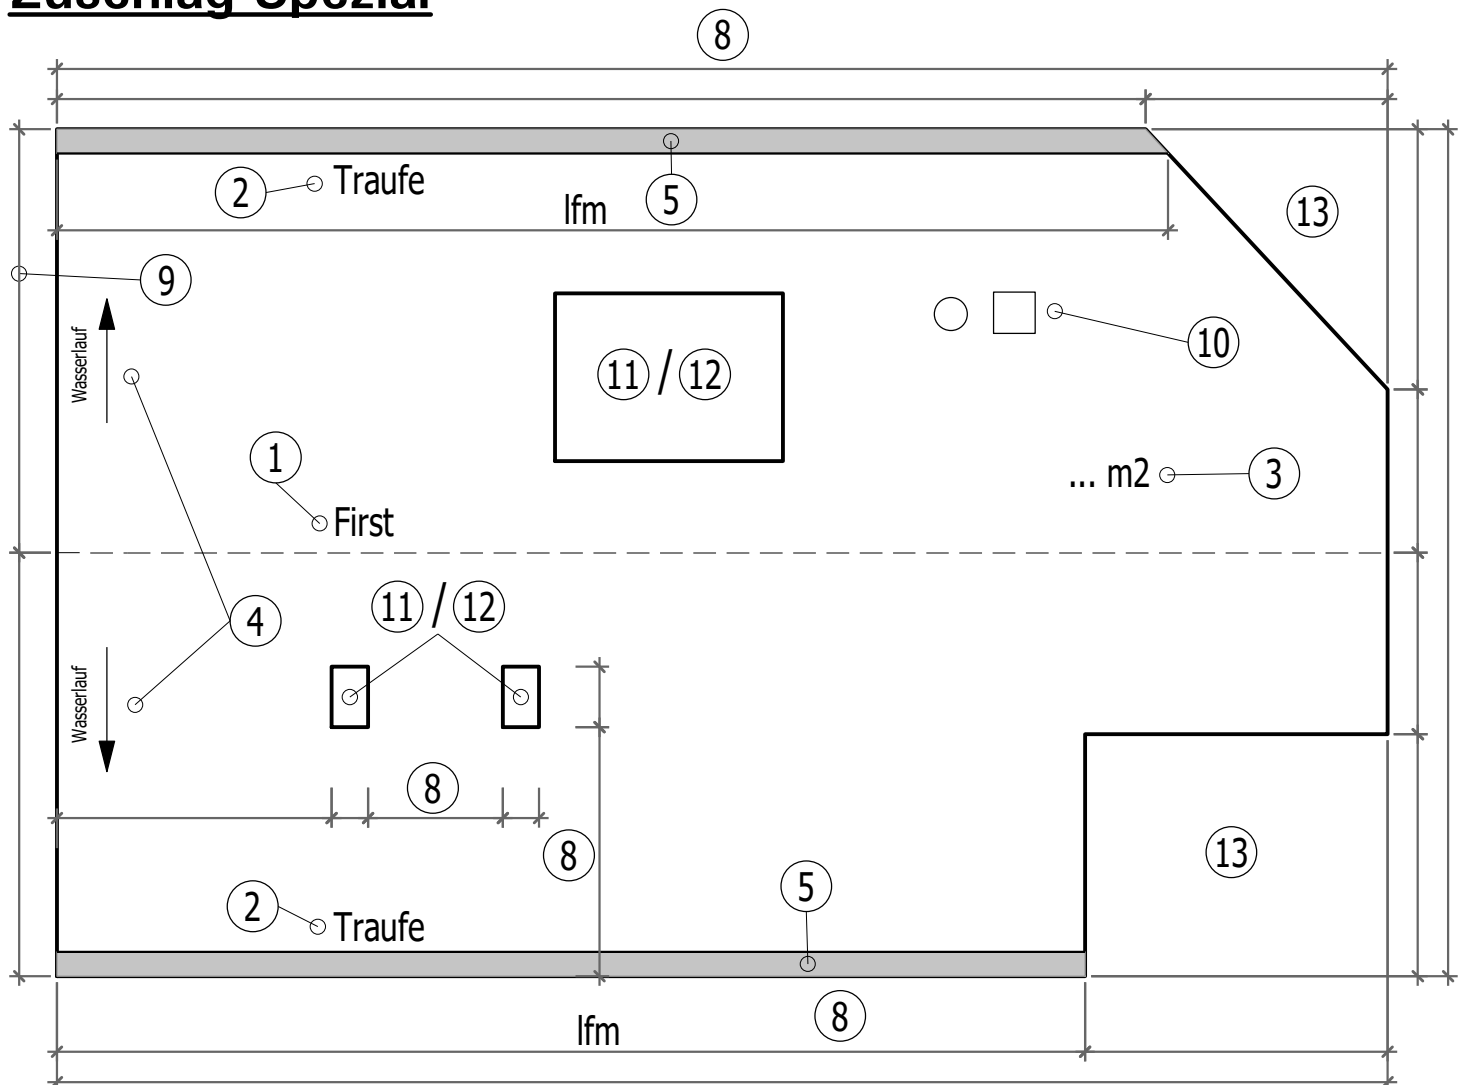 Zuschlag Spezial
8
2
Traufe
5
lfm
13
9
Wasserlauf
10
11 / 12
1
... m2
3
First
11 / 12
4
Wasserlauf
8
8
13
5
2
Traufe
8
lfm